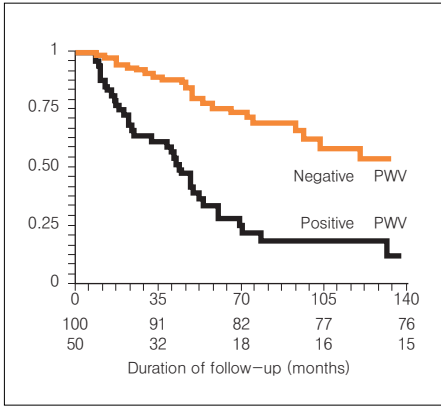 1
0.75
0.50
Negative PWV
Positive PWV
0.25
0
0 35 70 105 140
100 91 82 77 76
50 32 18 16 15
Duration of follow-up (months)